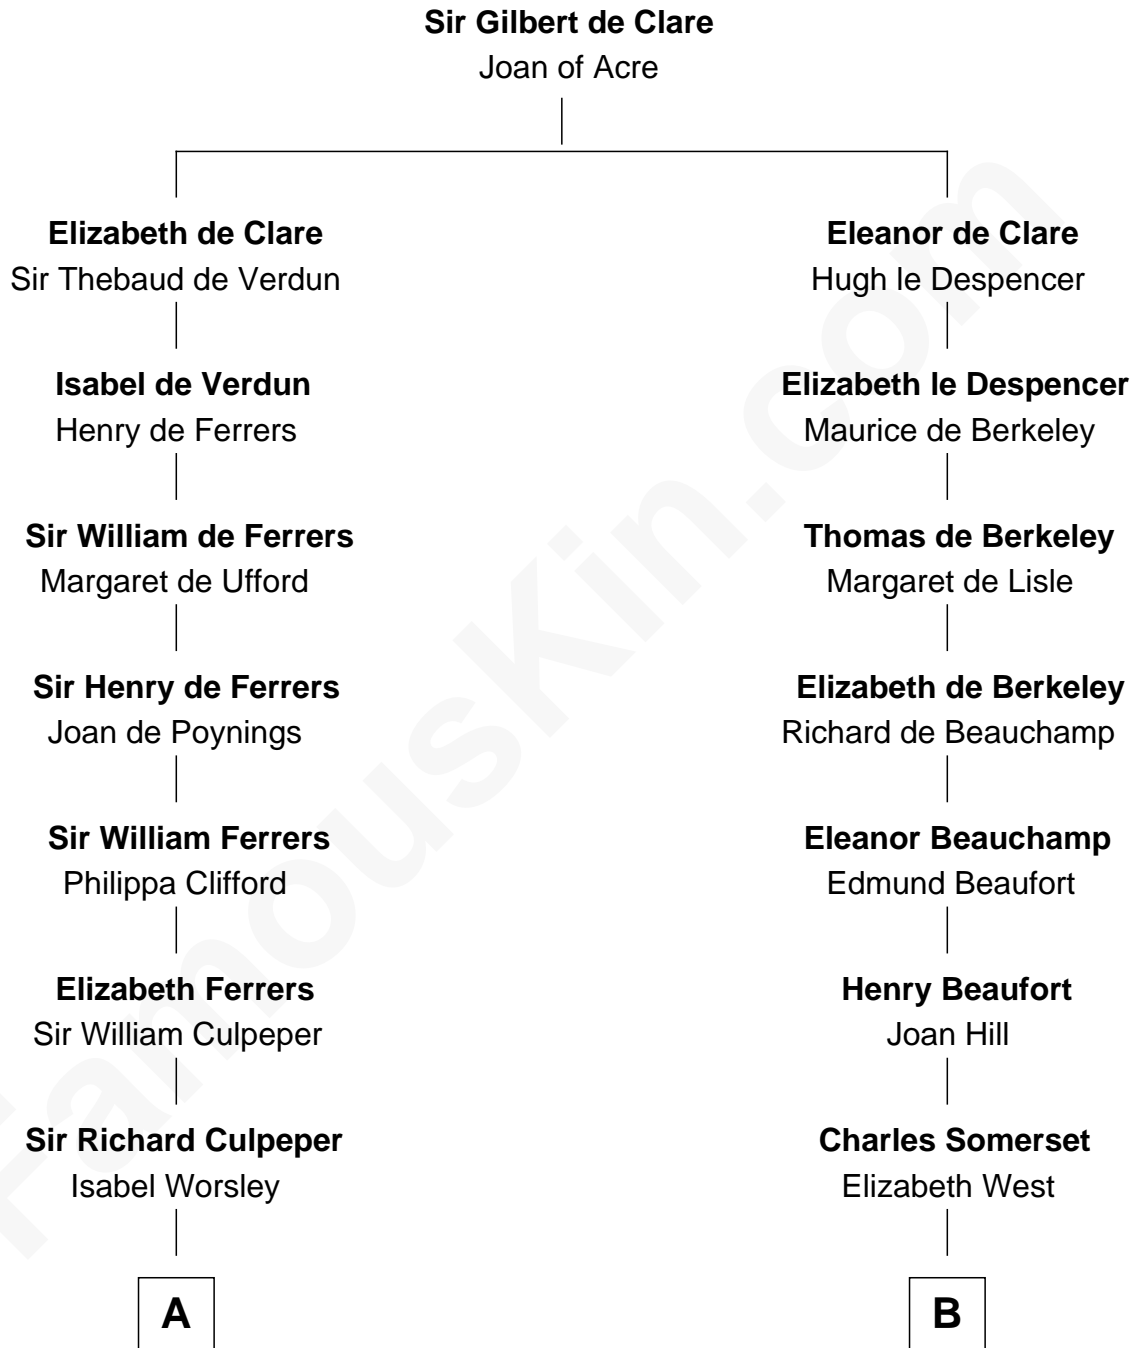 Sir Gilbert de Clare
Joan of Acre
Elizabeth de Clare
Sir Thebaud de Verdun
Eleanor de Clare
Hugh le Despencer
Isabel de Verdun
Henry de Ferrers
Elizabeth le Despencer
Maurice de Berkeley
Sir William de Ferrers
Margaret de Ufford
Thomas de Berkeley
Margaret de Lisle
Sir Henry de Ferrers
Joan de Poynings
Elizabeth de Berkeley
Richard de Beauchamp
Sir William Ferrers
Philippa Clifford
Eleanor Beauchamp
Edmund Beaufort
Elizabeth Ferrers
Sir William Culpeper
Henry Beaufort
Joan Hill
Sir Richard Culpeper
Isabel Worsley
Charles Somerset
Elizabeth West
A
B
FamousKin.com